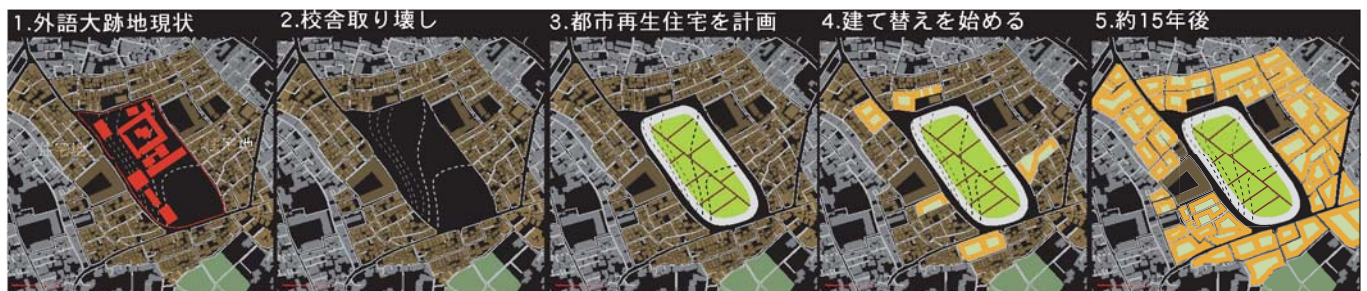 1.外語大跡地現状
2.校舎取り壊し
3.都市再生住宅を計画
4.建て替えを始める
5.約15年後